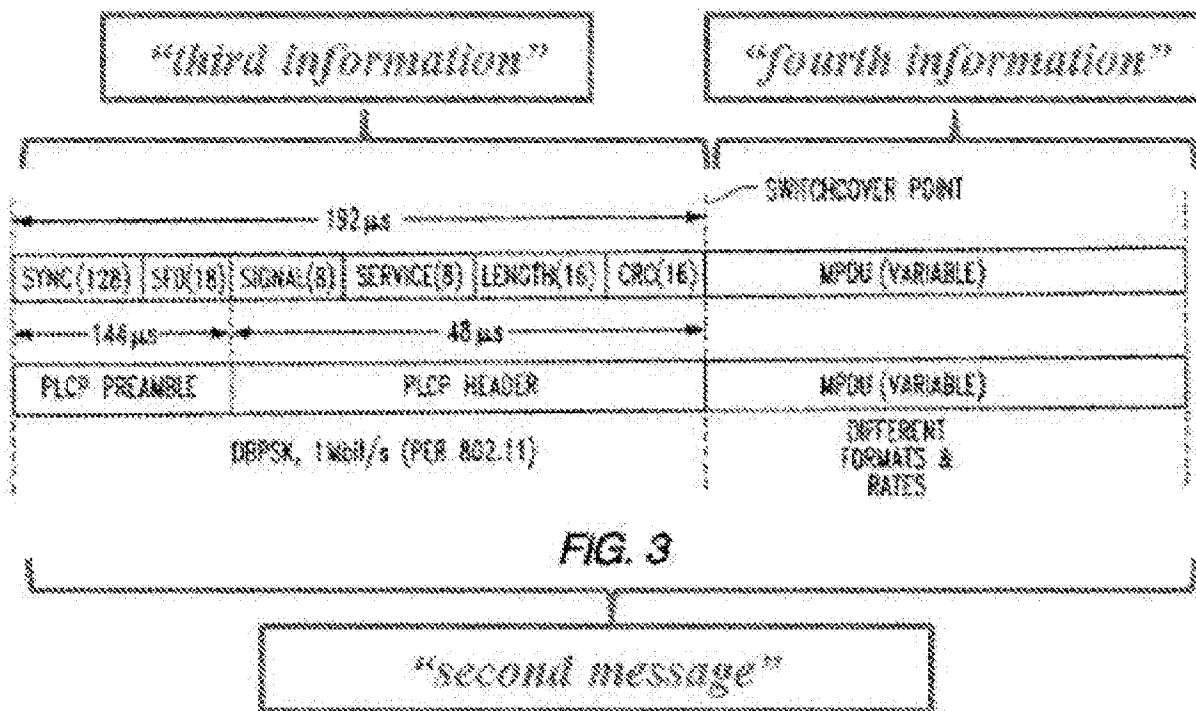 “third information” “fourth information”
SWITCHOVER POINT
192 µs
SYNC(128) SFD(16) SIGNAL(8) SERVICE(8) LENGTH(16) CRC(16) MPDU (VARIABLE)
144 µs 48 µs
PLCP PREAMBLE PLCP HEADER MPDU (VARIABLE)
DBPSK, 1Mbit/s (PER 802.11)
DIFFERENT
FORMATS &
RATES
FIG. 3
“second message”